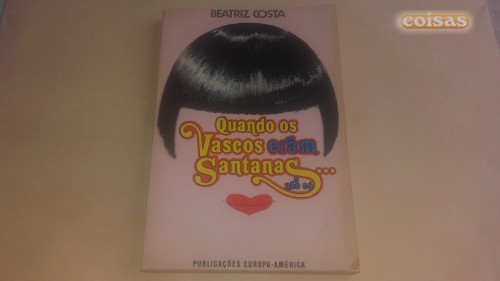 coisas
BEATRIZ COSTA
Quando os
Vascos eram
Santanas...
PUBLICAÇÕES EUROPA-AMÉRICA